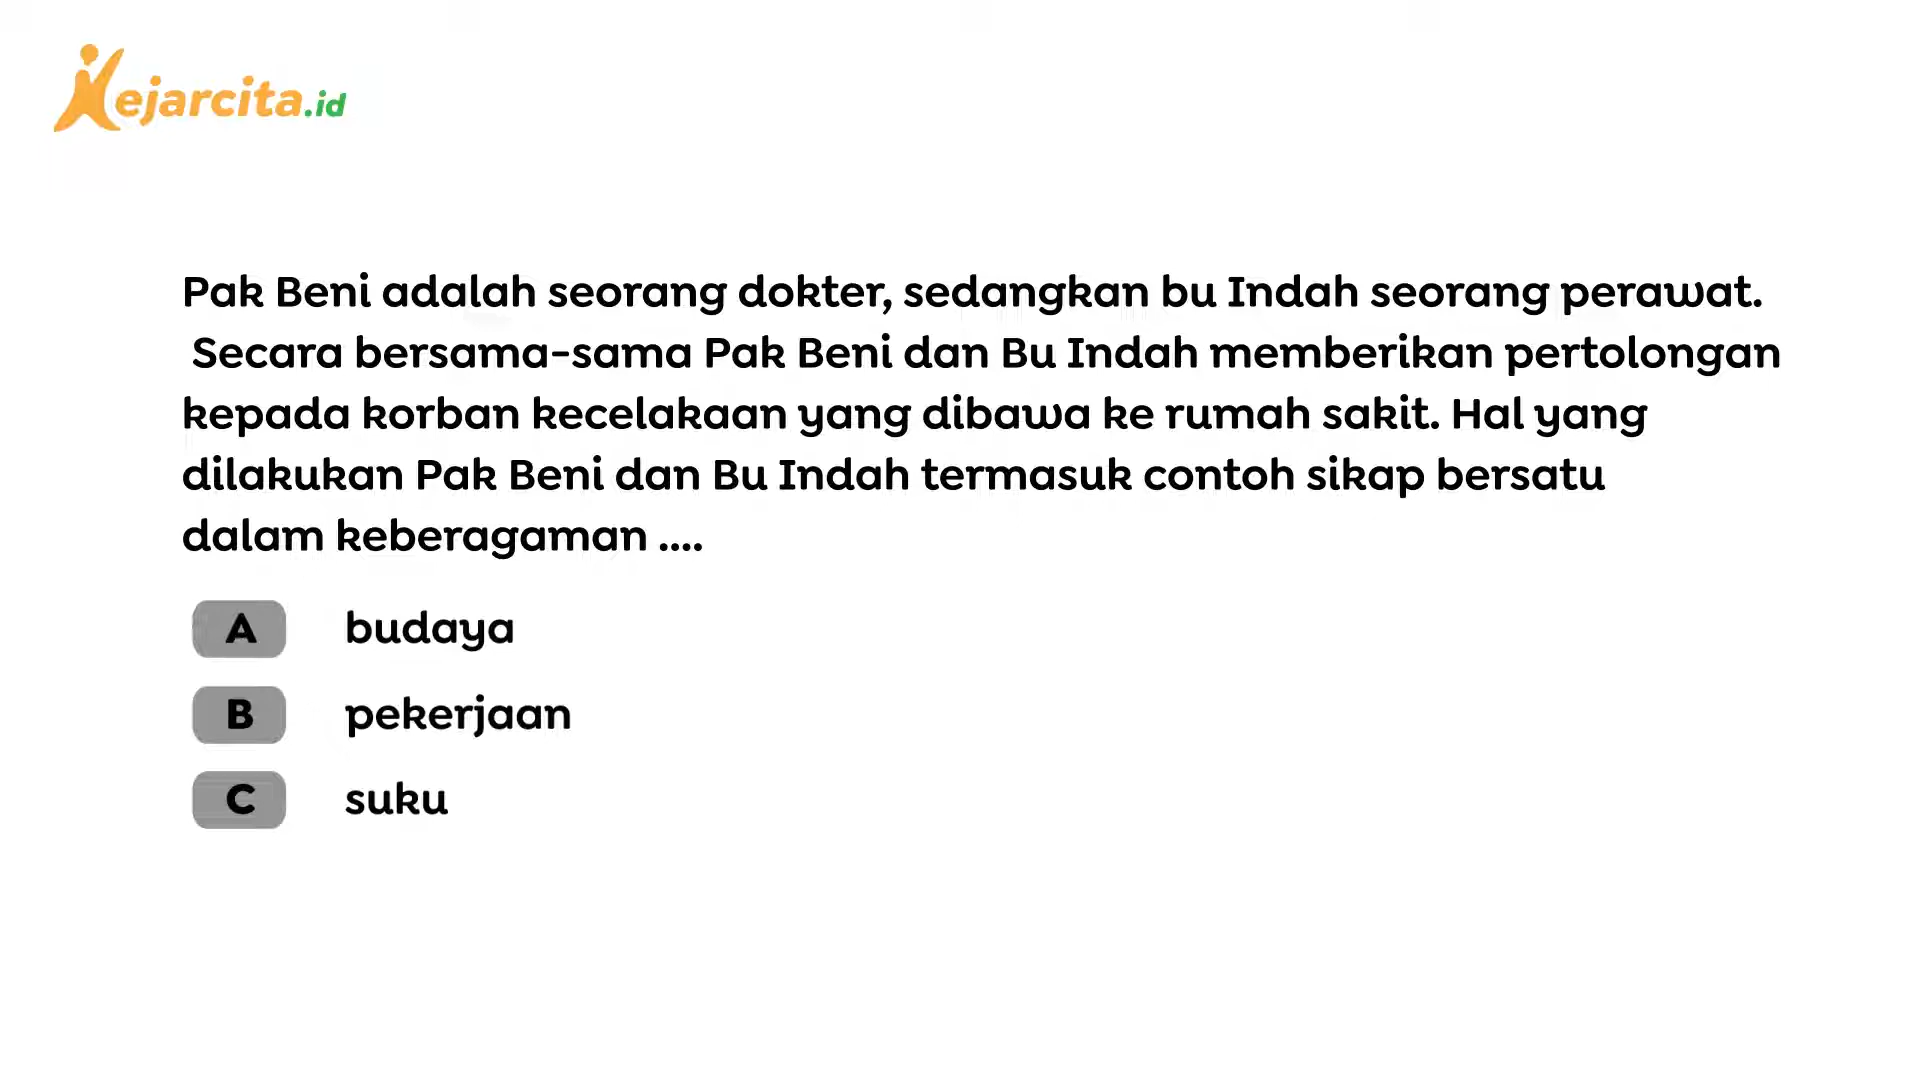 Kejarcita.id
Pak Beni adalah seorang dokter, sedangkan bu Indah seorang perawat.
Secara bersama-sama Pak Beni dan Bu Indah memberikan pertolongan
kepada korban kecelakaan yang dibawa ke rumah sakit. Hal yang
dilakukan Pak Beni dan Bu Indah termasuk contoh sikap bersatu
dalam keberagaman ....
A budaya
B pekerjaan
C suku